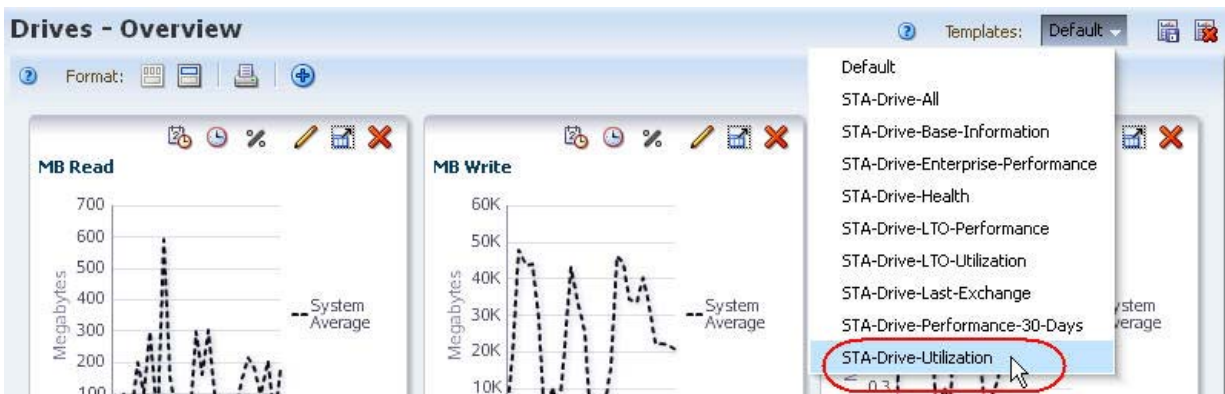 Drives - Overview
Templates: Default
Format:
Default
STA-Drive-All
STA-Drive-Base-Information
STA-Drive-Enterprise-Performance
STA-Drive-Health
STA-Drive-LTO-Performance
STA-Drive-LTO-Utilization
STA-Drive-Last-Exchange
STA-Drive-Performance-30-Days
STA-Drive-Utilization
MB Read
700
600
500
400
300
200
100
Megabytes
System
Average
MB Write
60K
50K
40K
30K
20K
10K
Megabytes
System
Average
ystem
verage
0.3